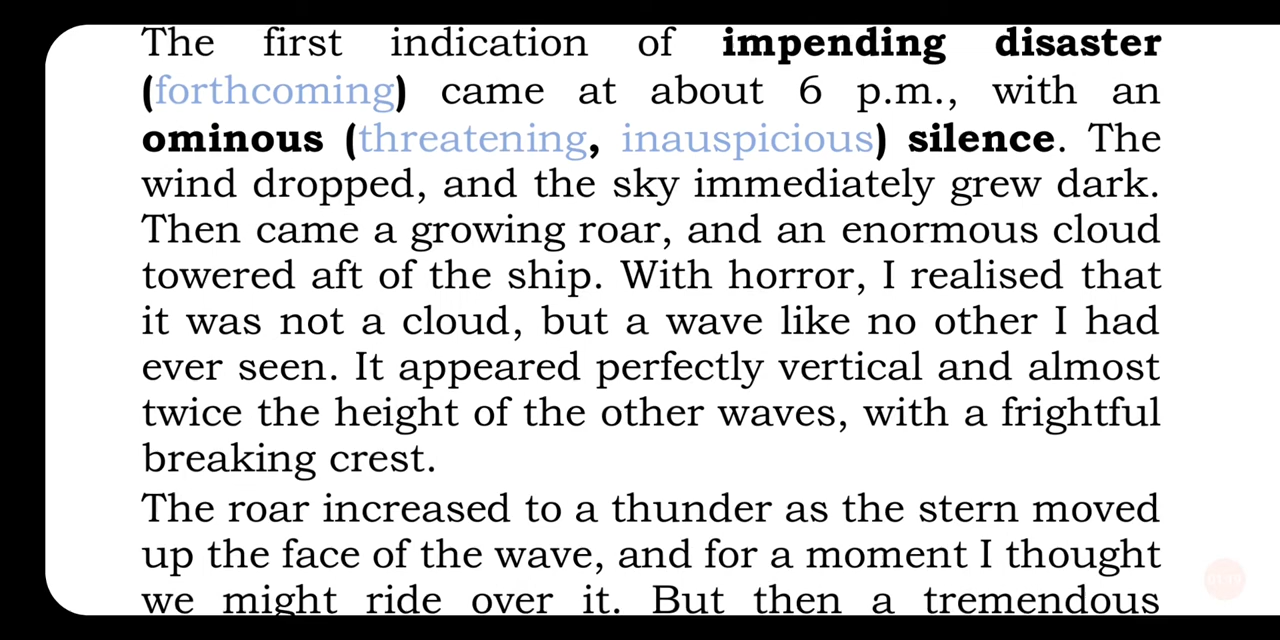 The first indication of impending disaster
(forthcoming) came at about 6 p.m., with an
ominous (threatening, inauspicious) silence. The
wind dropped, and the sky immediately grew dark.
Then came a growing roar, and an enormous cloud
towered aft of the ship. With horror, I realised that
it was not a cloud, but a wave like no other I had
ever seen. It appeared perfectly vertical and almost
twice the height of the other waves, with a frightful
breaking crest.
The roar increased to a thunder as the stern moved
up the face of the wave, and for a moment I thought
we might ride over it. But then a tremendous